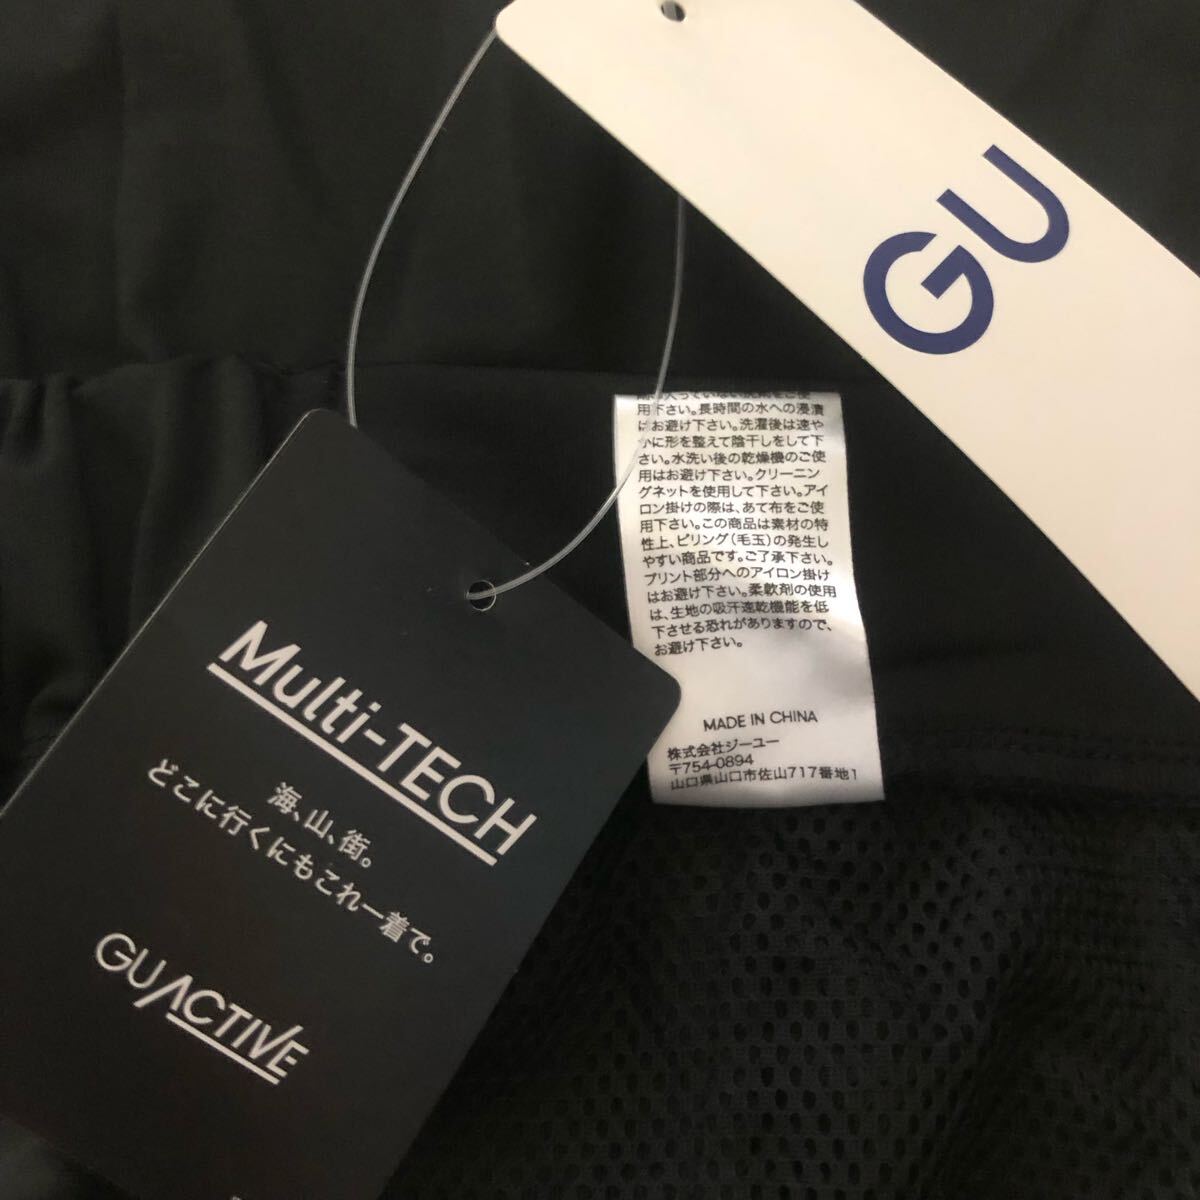 GU
用下さい。長時間の水への浸漬
はお避け下さい。洗濯後は速や
かに形を整えて陰干しをして下
さい。水洗い後の乾燥機のご使
用はお避け下さい。クリーニン
グネットを使用して下さい。アイ
ロン掛けの際は、あて布をご使
用下さい。この商品は素材の特
性上、ピリング(毛玉)の発生し
やすい商品です。ご了承下さい。
プリント部分へのアイロン掛け
はお避け下さい。柔軟剤の使用
は、生地の吸汗速乾機能を低
下させる恐れがありますので、
お避け下さい。
MADE IN CHINA
株式会社ジーユー
〒754-0894
山口県山口市佐山717番地1
Multi-TECH
海、山、街。
どこに行くにもこれ一着で。
GU ACTIVE